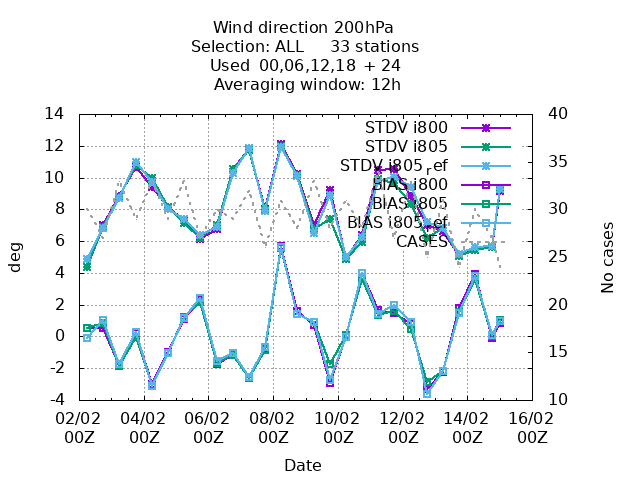 Wind direction 200hPa
Selection: ALL 33 stations
Used 00,06,12,18 + 24
Averaging window: 12h
14 40
STDV i800
12 STDV i805 35
STDV i805_ref
10
BIAS i800
8 BIAS i805 30
BIAS i805_ref
6 CASES 25
deg
No cases
4
2 20
0
-2 15
-4 10
02/02 04/02 06/02 08/02 10/02 12/02 14/02 16/02
00Z 00Z 00Z 00Z 00Z 00Z 00Z 00Z
Date